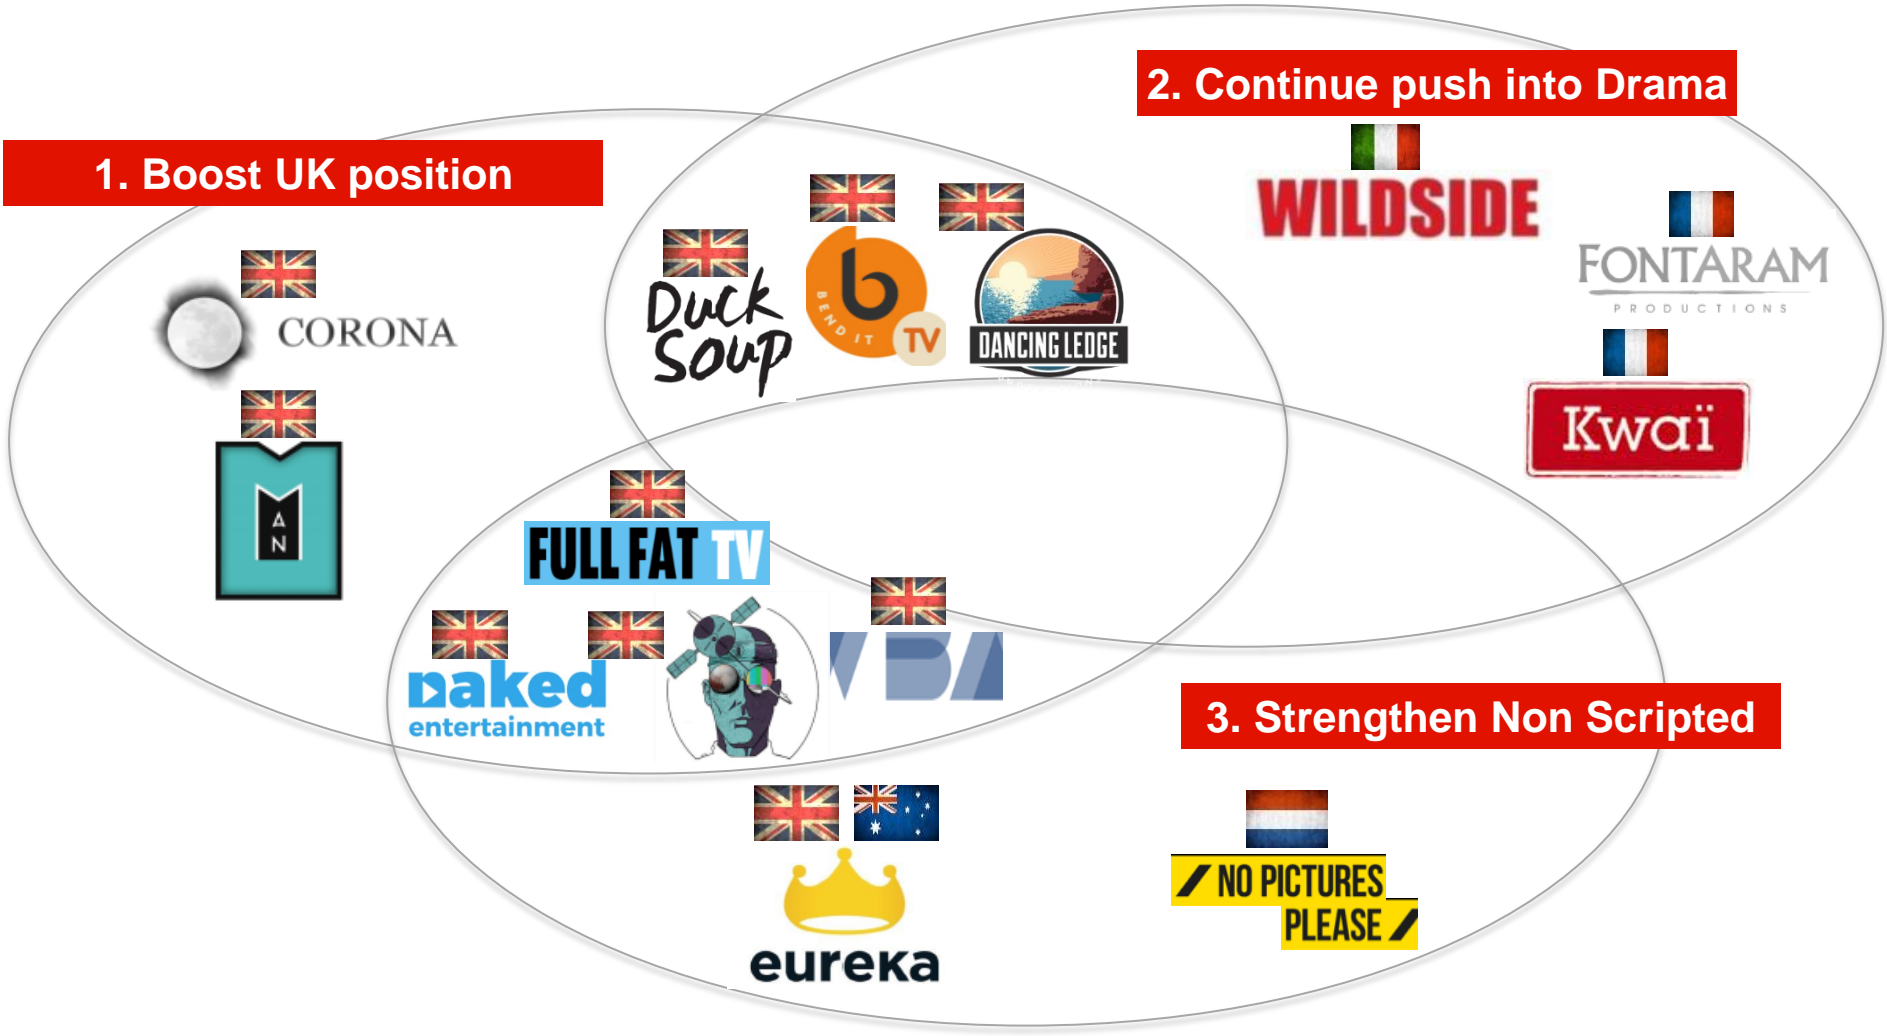 2. Continue push into Drama
1. Boost UK position
WILDSIDE
FONTARAM
PRODUCTIONS
Duck
Soup
b
BEND IT
TV
DANCING LEDGE
CORONA
Kwaï
M
A
N
FULL FAT TV
naked
entertainment
VBA
3. Strengthen Non Scripted
NO PICTURES
PLEASE
eureka